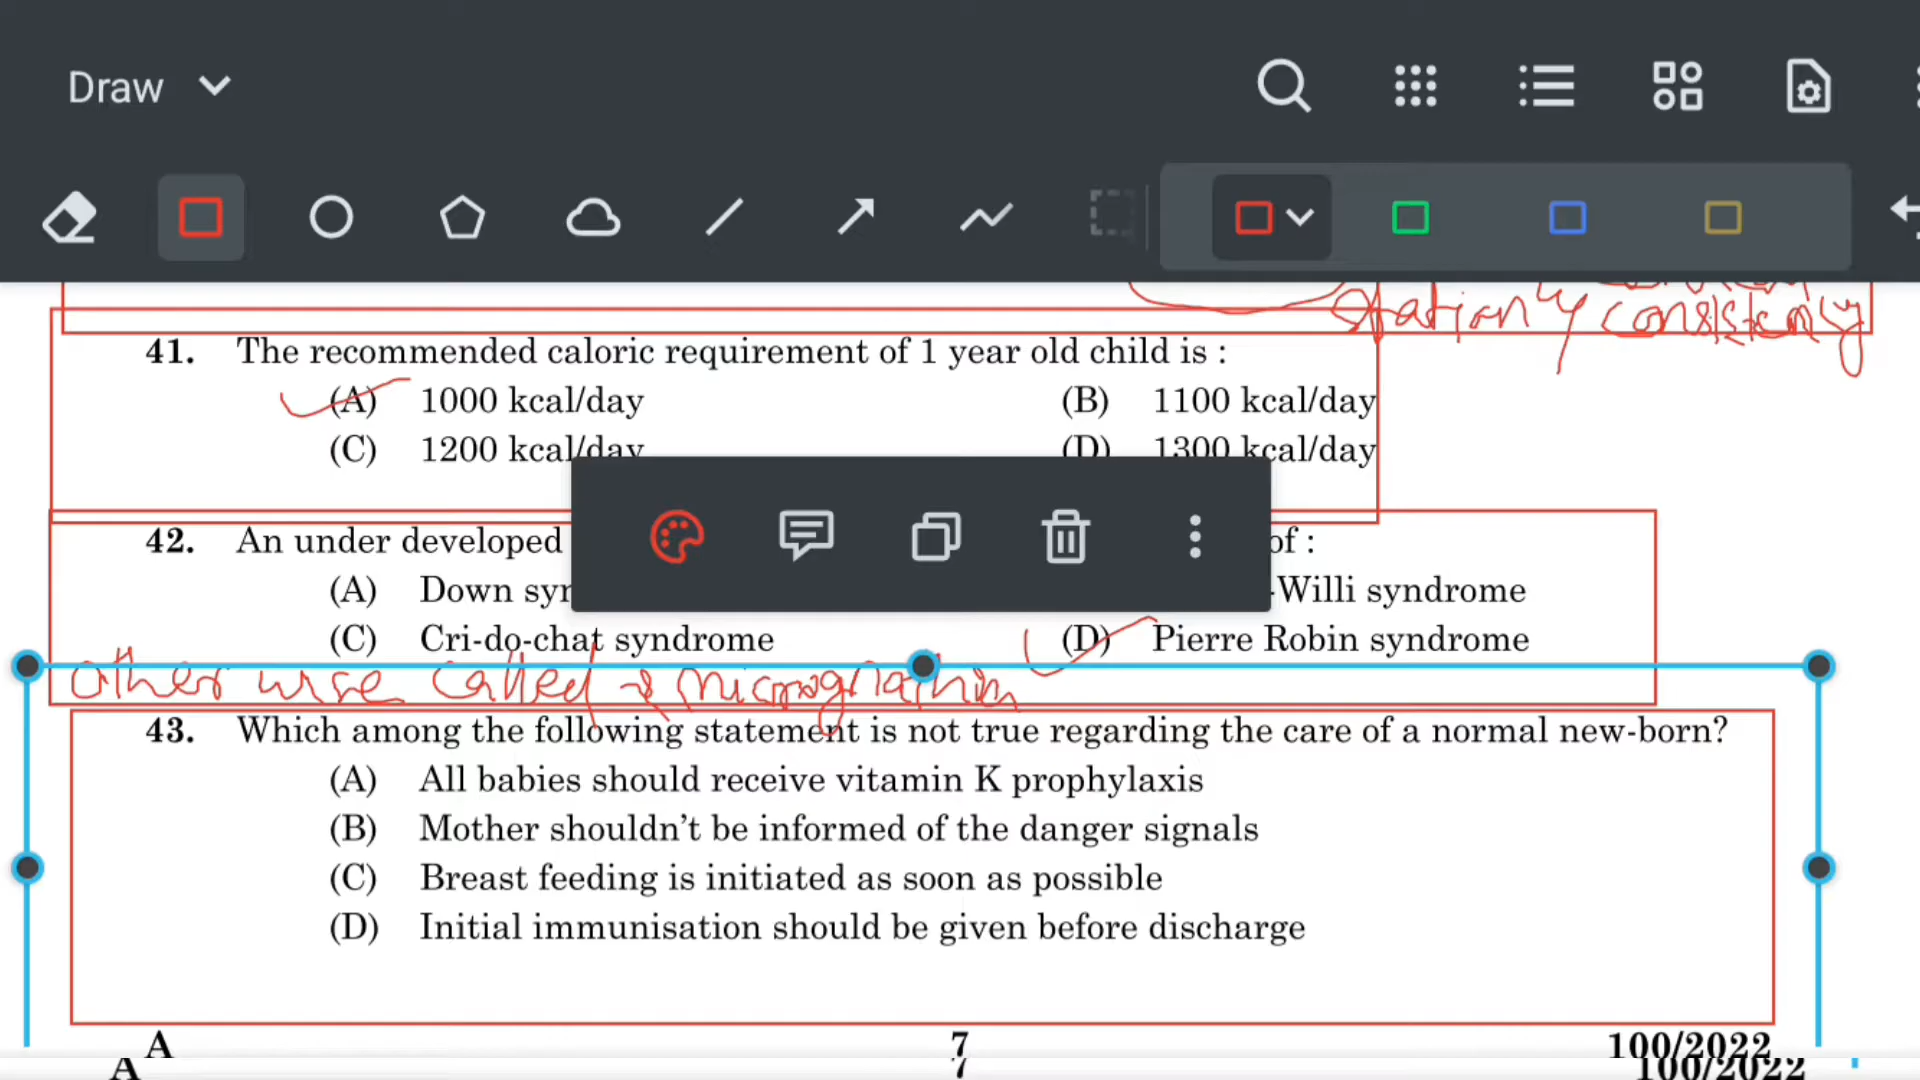 Draw
stationly consistency
41. The recommended caloric requirement of 1 year old child is :
(A) 1000 kcal/day (B) 1100 kcal/day
(C) 1200 kcal/day (D) 1300 kcal/day
42. An under developed of :
(A) Down -Willi syndrome
(C) Cri-do-chat syndrome (D) Pierre Robin syndrome
other wise called micrognathia
43. Which among the following statement is not true regarding the care of a normal new-born?
(A) All babies should receive vitamin K prophylaxis
(B) Mother shouldn't be informed of the danger signals
(C) Breast feeding is initiated as soon as possible
(D) Initial immunisation should be given before discharge
A 7 100/2022
A 7 100/2022